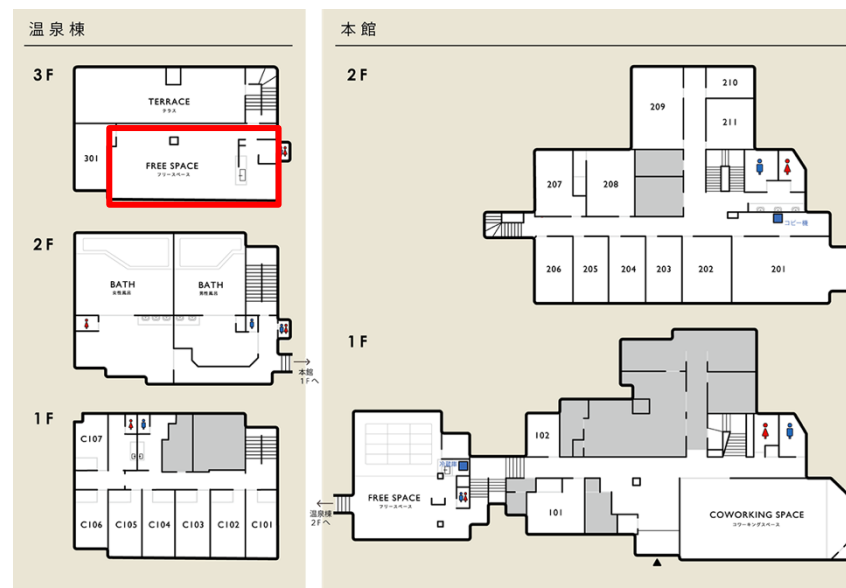 温泉棟
3F
TERRACE
テラス
301
FREE SPACE
フリースペース
2F
BATH
女性風呂
BATH
男性風呂
本館
1Fへ
1F
C107
C106
C105
C104
C103
C102
C101
本館
2F
210
209
211
207
208
コピー機
206
205
204
203
202
201
1F
102
冷蔵庫
FREE SPACE
フリースペース
101
COWORKING SPACE
コワーキングスペース
温泉棟
2Fへ